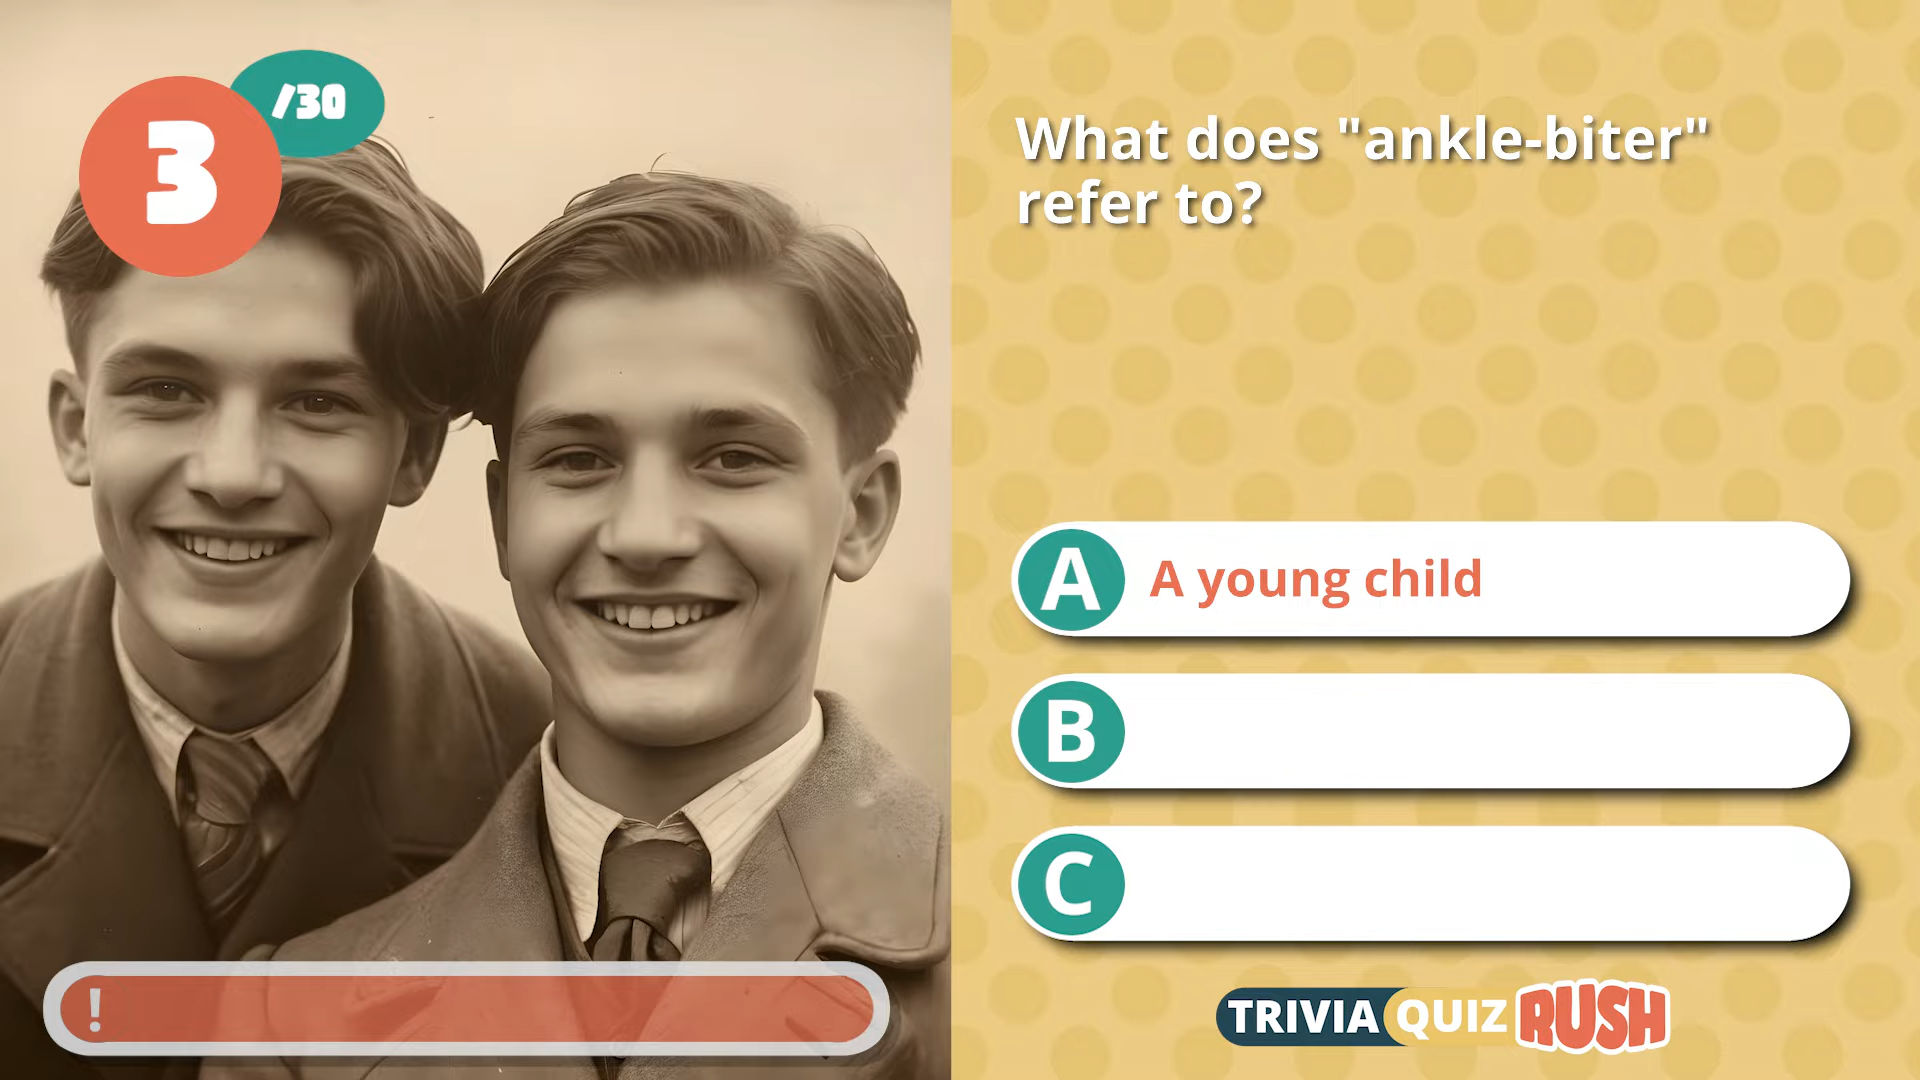 3
/30
What does "ankle-biter"
refer to?
A A young child
B
C
!
TRIVIA QUIZ RUSH